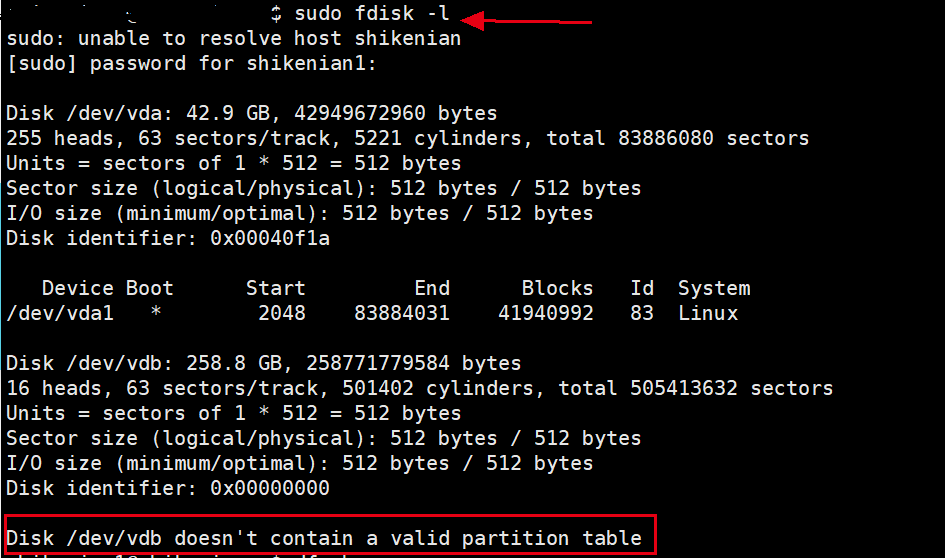 $ sudo fdisk -l
sudo: unable to resolve host shikenian
[sudo] password for shikenian1:
Disk /dev/vda: 42.9 GB, 42949672960 bytes
255 heads, 63 sectors/track, 5221 cylinders, total 83886080 sectors
Units = sectors of 1 * 512 = 512 bytes
Sector size (logical/physical): 512 bytes / 512 bytes
I/O size (minimum/optimal): 512 bytes / 512 bytes
Disk identifier: 0x00040f1a
Device Boot Start End Blocks Id System
/dev/vda1 * 2048 83884031 41940992 83 Linux
Disk /dev/vdb: 258.8 GB, 258771779584 bytes
16 heads, 63 sectors/track, 501402 cylinders, total 505413632 sectors
Units = sectors of 1 * 512 = 512 bytes
Sector size (logical/physical): 512 bytes / 512 bytes
I/O size (minimum/optimal): 512 bytes / 512 bytes
Disk identifier: 0x00000000
Disk /dev/vdb doesn't contain a valid partition table